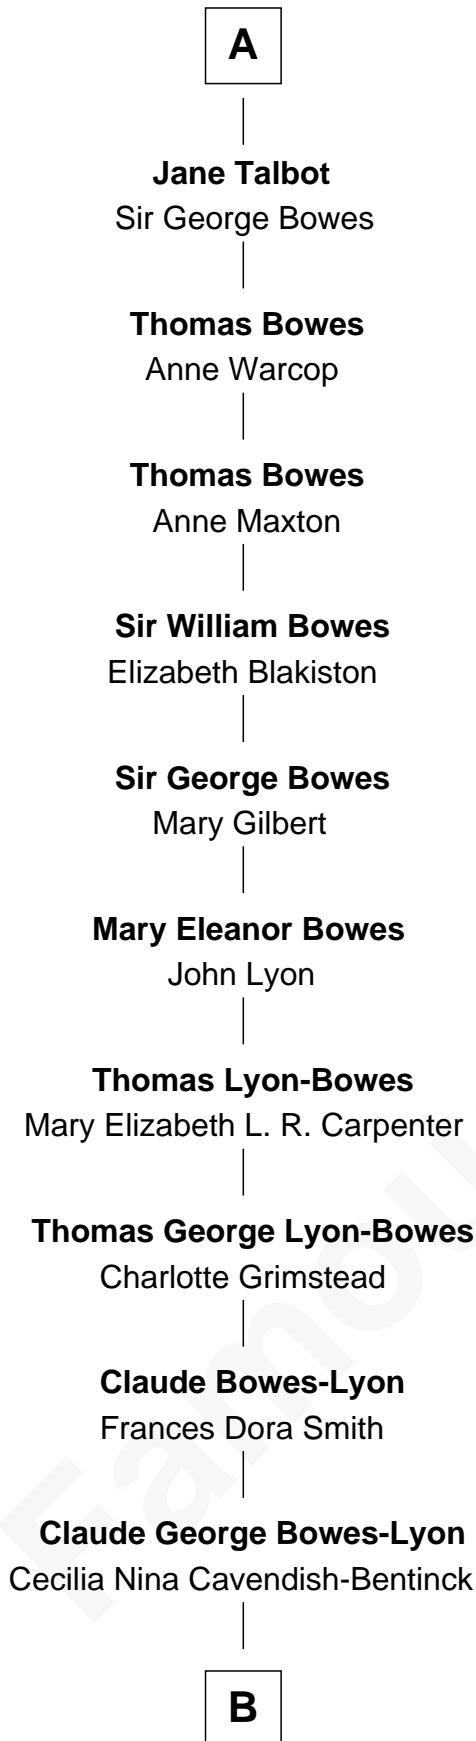 A
Jane Talbot
Sir George Bowes
Thomas Bowes
Anne Warcop
Thomas Bowes
Anne Maxton
Sir William Bowes
Elizabeth Blakiston
Sir George Bowes
Mary Gilbert
Mary Eleanor Bowes
John Lyon
Thomas Lyon-Bowes
Mary Elizabeth L. R. Carpenter
Thomas George Lyon-Bowes
Charlotte Grimstead
Claude Bowes-Lyon
Frances Dora Smith
Claude George Bowes-Lyon
Cecilia Nina Cavendish-Bentinck
B